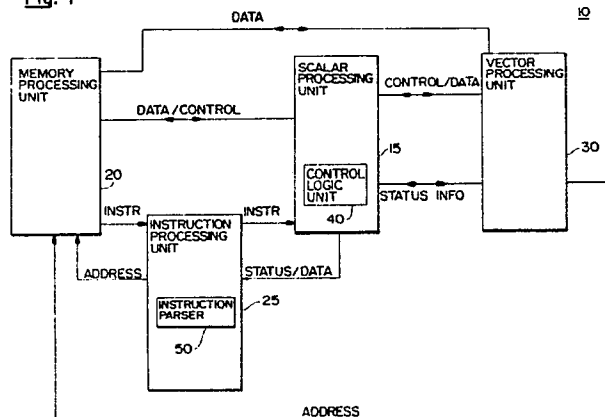 Fig. 1
DATA
10
MEMORY
PROCESSING
UNIT
20
DATA/CONTROL
SCALAR
PROCESSING
UNIT
15
CONTROL
LOGIC
UNIT
40
CONTROL/DATA
STATUS INFO
VECTOR
PROCESSING
UNIT
30
INSTR
INSTR
INSTRUCTION
PROCESSING
UNIT
25
ADDRESS
STATUS/DATA
INSTRUCTION
PARSER
50
ADDRESS